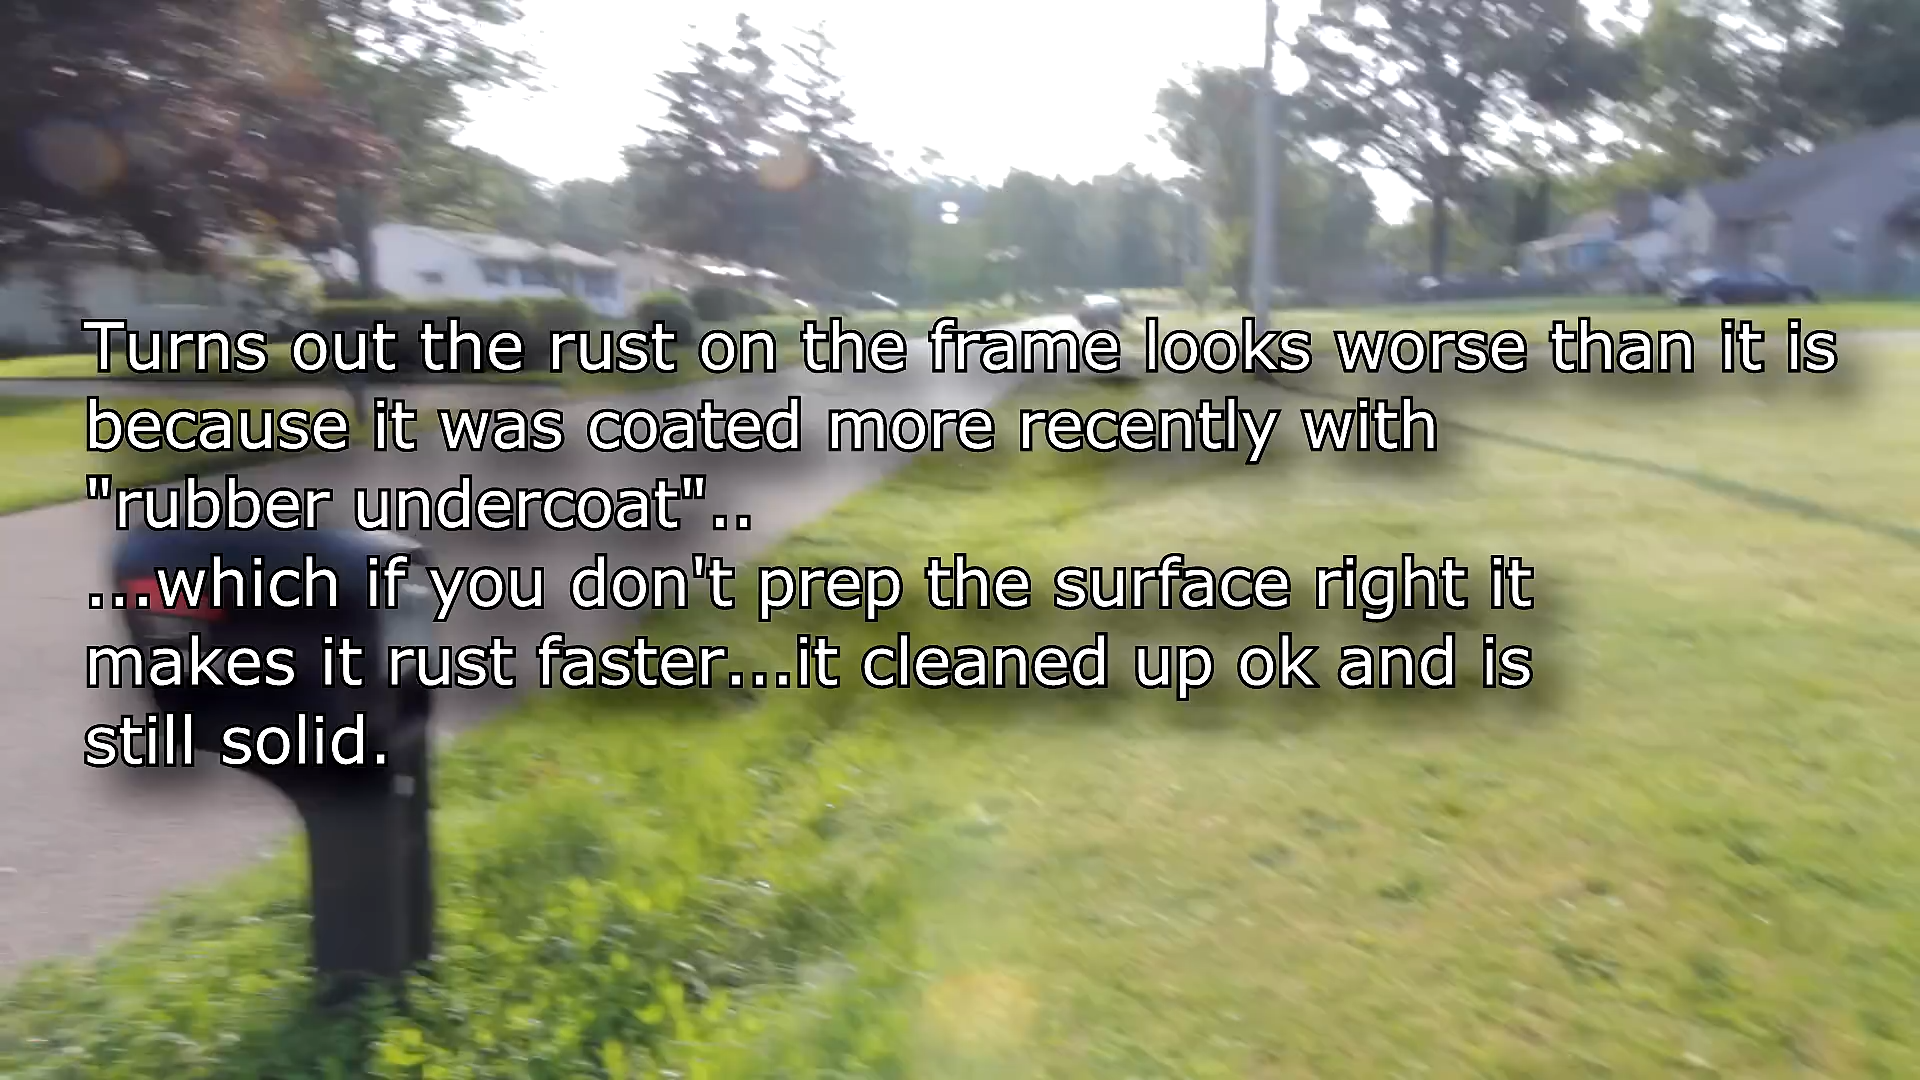 Turns out the rust on the frame looks worse than it is
because it was coated more recently with
"rubber undercoat"..
...which if you don't prep the surface right it
makes it rust faster...it cleaned up ok and is
still solid.